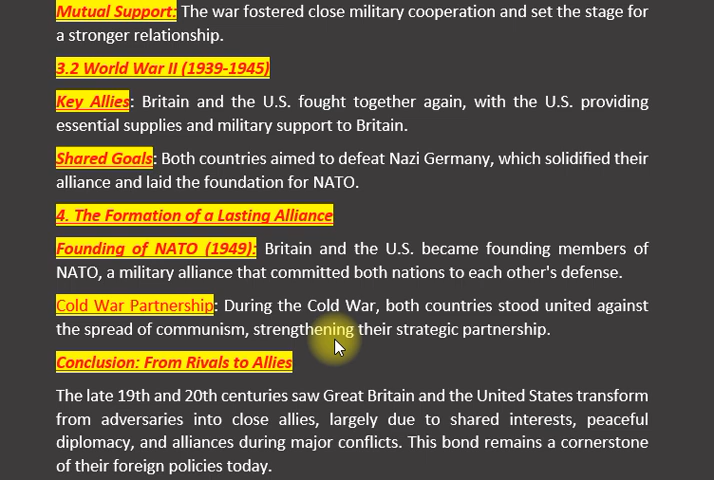 Mutual Support: The war fostered close military cooperation and set the stage for
a stronger relationship.
3.2 World War II (1939-1945)
Key Allies: Britain and the U.S. fought together again, with the U.S. providing
essential supplies and military support to Britain.
Shared Goals: Both countries aimed to defeat Nazi Germany, which solidified their
alliance and laid the foundation for NATO.
4. The Formation of a Lasting Alliance
Founding of NATO (1949): Britain and the U.S. became founding members of
NATO, a military alliance that committed both nations to each other's defense.
Cold War Partnership: During the Cold War, both countries stood united against
the spread of communism, strengthening their strategic partnership.
Conclusion: From Rivals to Allies
The late 19th and 20th centuries saw Great Britain and the United States transform
from adversaries into close allies, largely due to shared interests, peaceful
diplomacy, and alliances during major conflicts. This bond remains a cornerstone
of their foreign policies today.